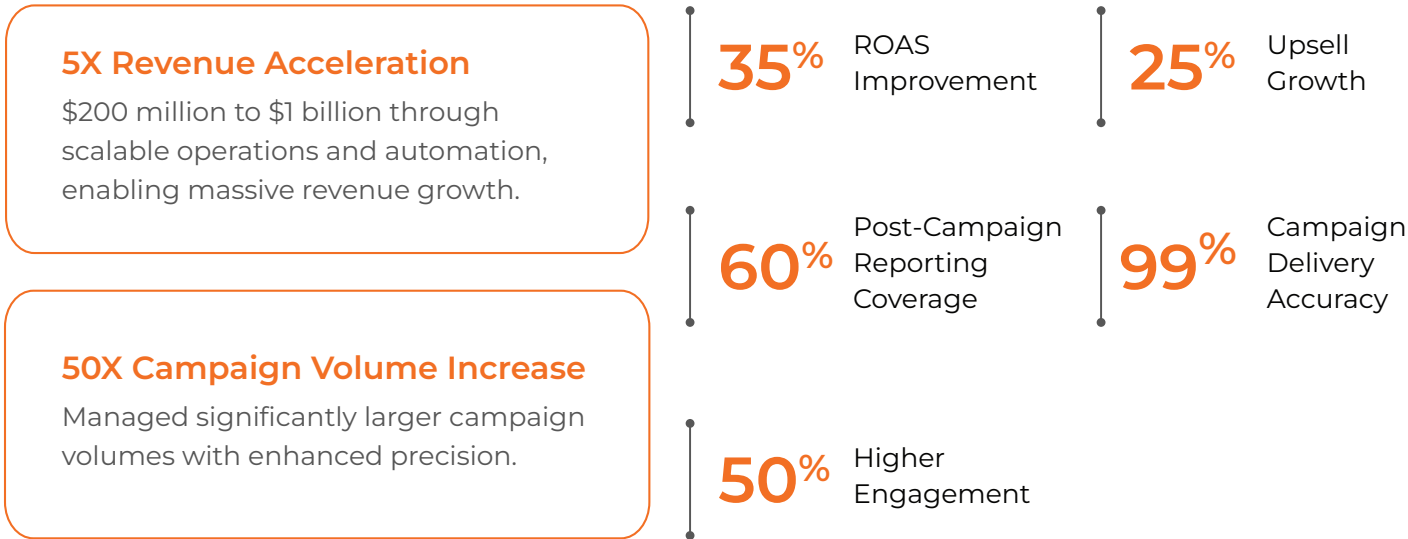 5X Revenue Acceleration
$200 million to $1 billion through
scalable operations and automation,
enabling massive revenue growth.
50X Campaign Volume Increase
Managed significantly larger campaign
volumes with enhanced precision.
35%
ROAS
Improvement
25%
Upsell
Growth
60%
Post-Campaign
Reporting
Coverage
99%
Campaign
Delivery
Accuracy
50%
Higher
Engagement